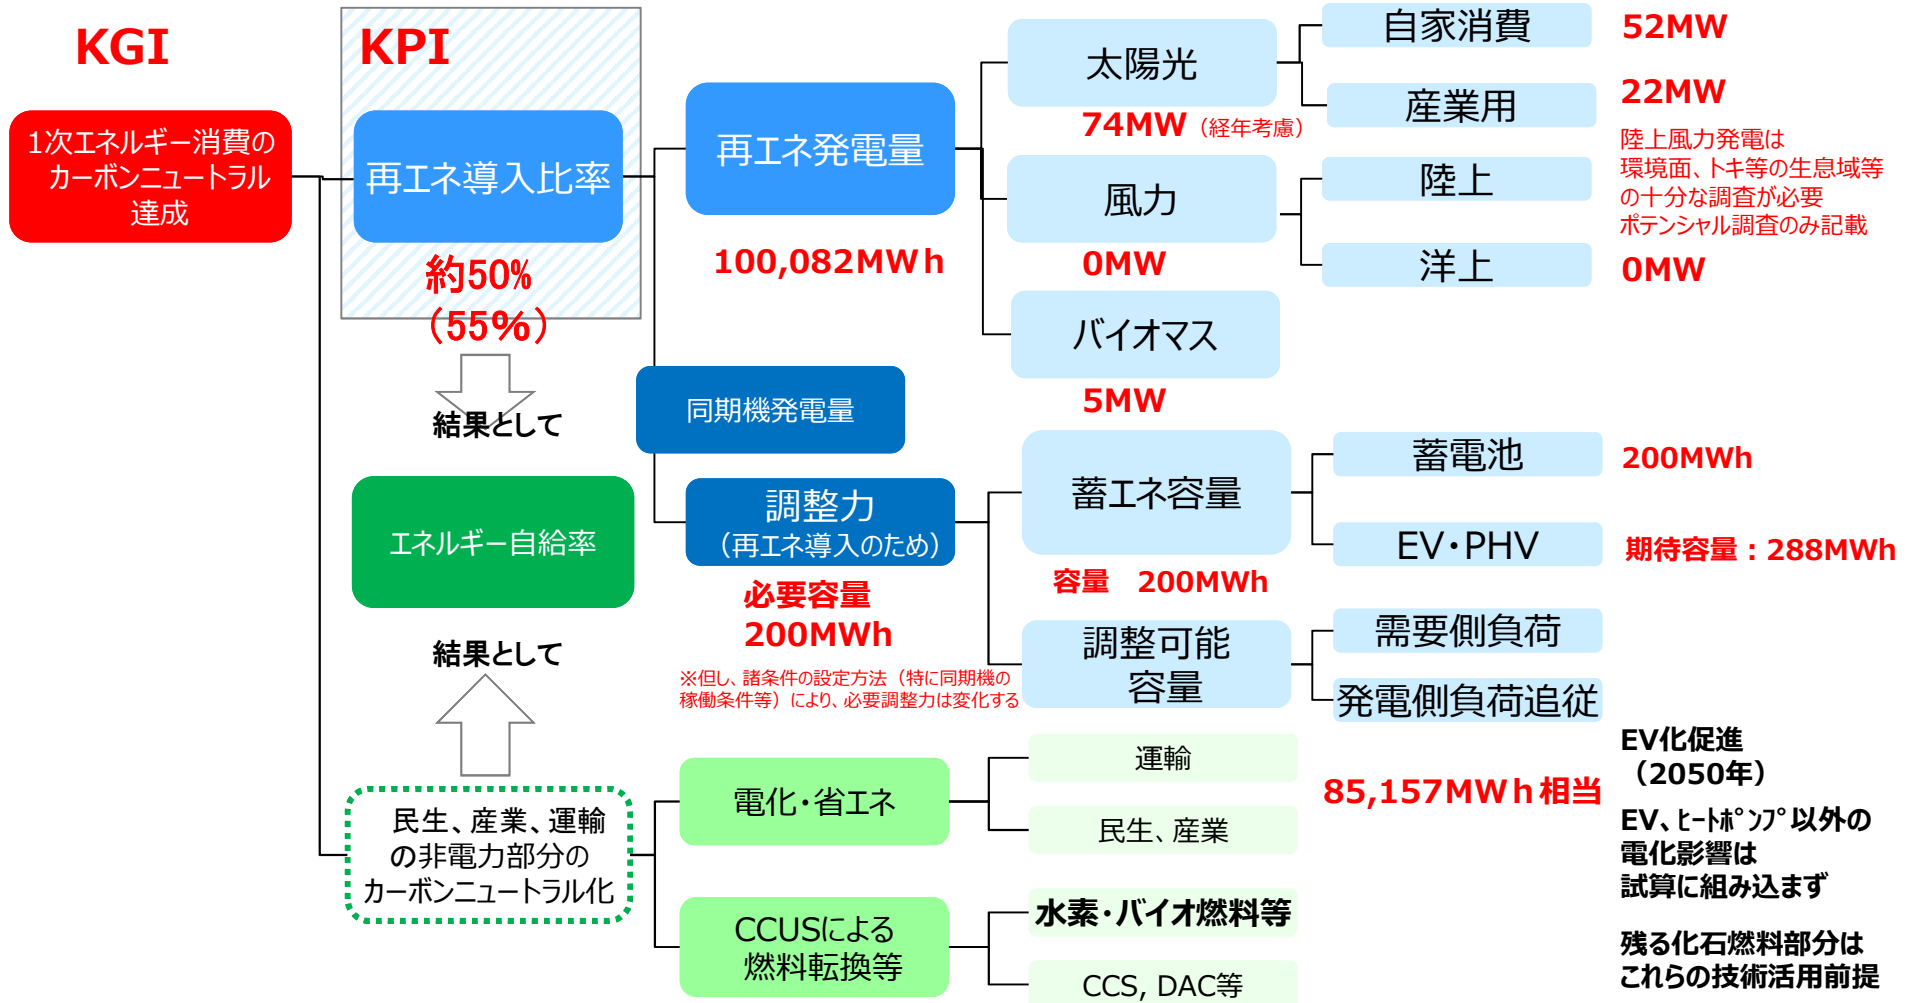 KGI
KPI
1次エネルギー消費の
カーボンニュートラル
達成
再エネ導入比率
約50%
（55%）
結果として
エネルギー自給率
結果として
民生、産業、運輸
の非電力部分の
カーボンニュートラル化
再エネ発電量
100,082MWｈ
同期機発電量
調整力
（再エネ導入のため）
必要容量
200MWh
※但し、諸条件の設定方法（特に同期機の
稼働条件等）により、必要調整力は変化する
電化・省エネ
CCUSによる
燃料転換等
太陽光
74MW（経年考慮）
風力
0MW
バイオマス
5MW
蓄エネ容量
容量　200MWh
調整可能
容量
運輸
民生、産業
水素・バイオ燃料等
CCS, DAC等
自家消費
52MW
産業用
22MW
陸上風力発電は
環境面、トキ等の生息域等
の十分な調査が必要
ポテンシャル調査のみ記載
陸上
洋上
0MW
蓄電池
200MWh
EV・PHV
期待容量：288MWh
需要側負荷
発電側負荷追従
85,157MWｈ相当
EV化促進
（2050年）
EV、ﾋｰﾄﾎﾟﾝﾌﾟ以外の
電化影響は
試算に組み込まず
残る化石燃料部分は
これらの技術活用前提